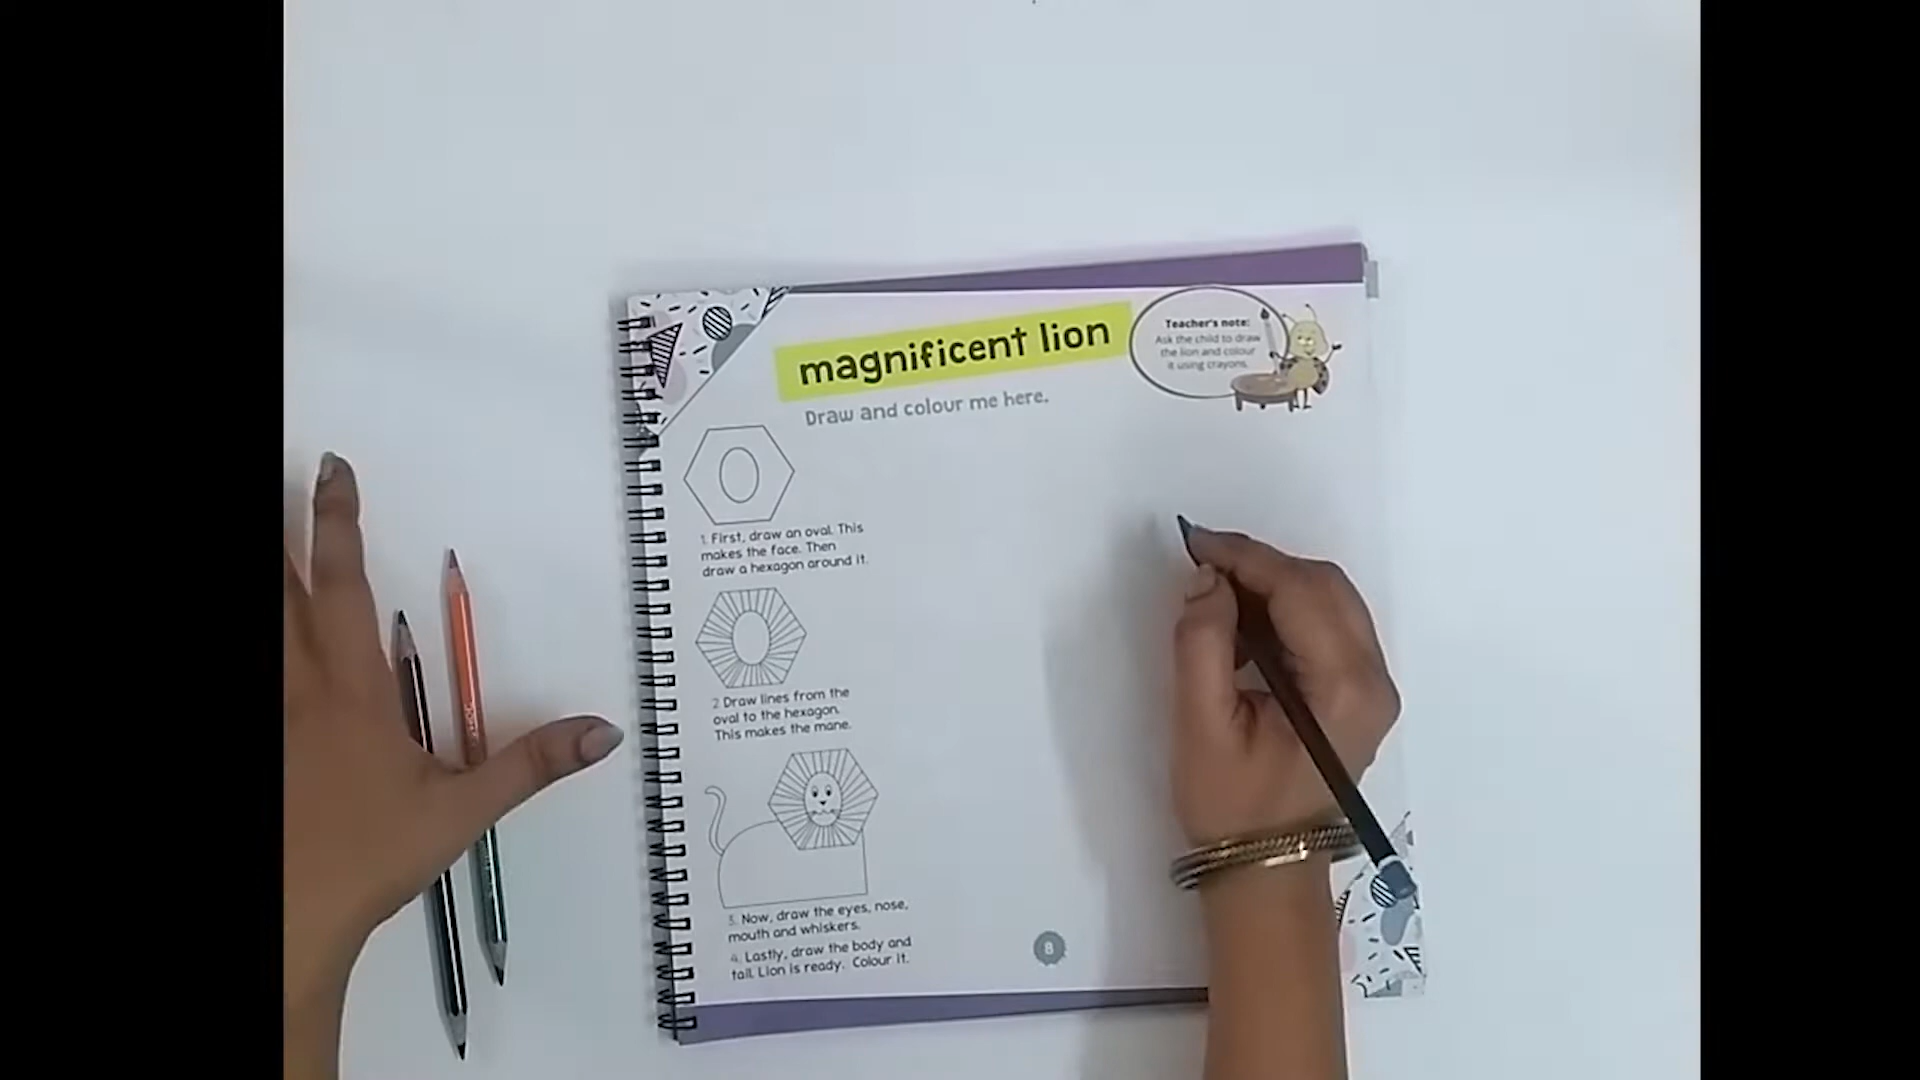 magnificent lion
Teacher's note:
Ask the child to draw
the lion and colour
it using crayons.
Draw and colour me here.
1. First, draw an oval. This
makes the face. Then
draw a hexagon around it.
2 Draw lines from the
oval to the hexagon.
This makes the mane.
3. Now, draw the eyes, nose,
mouth and whiskers.
4. Lastly, draw the body and
tail. Lion is ready. Colour it.
8